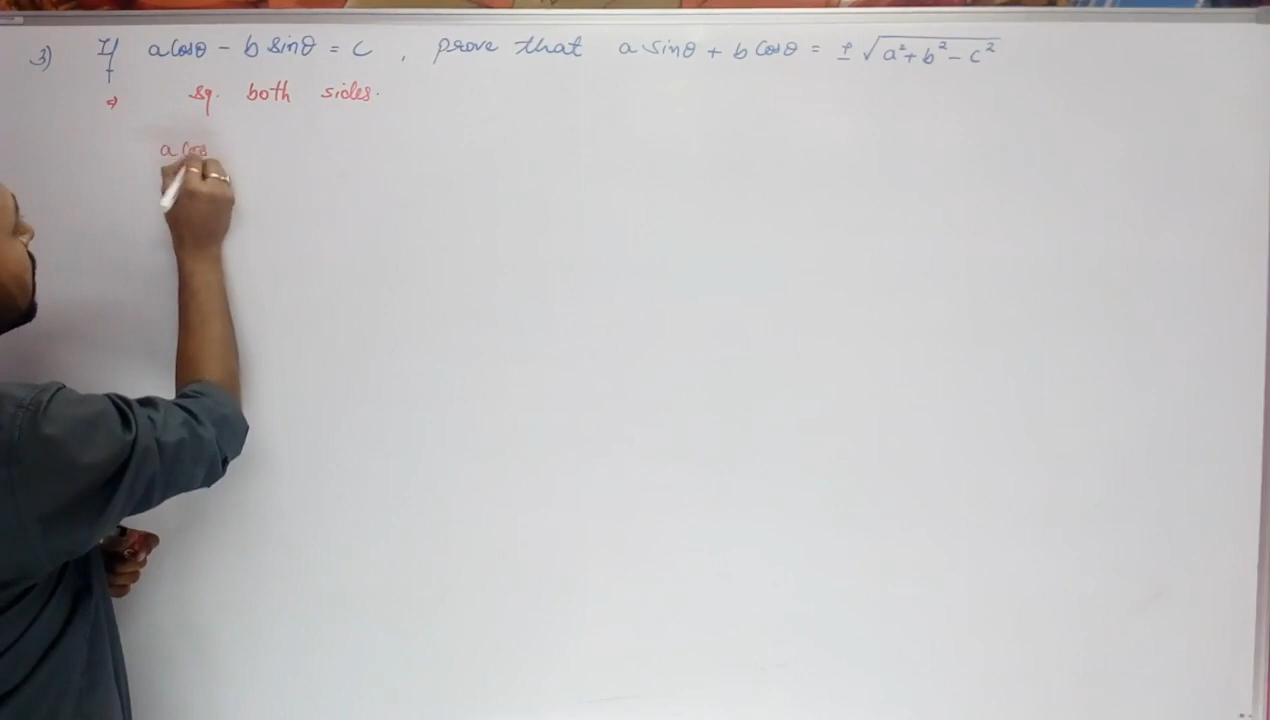 3) If a cosθ - b sinθ = c , prove that a sinθ + b cosθ = ± √a²+b²-c²
⇒ sq. both sides.
a cos